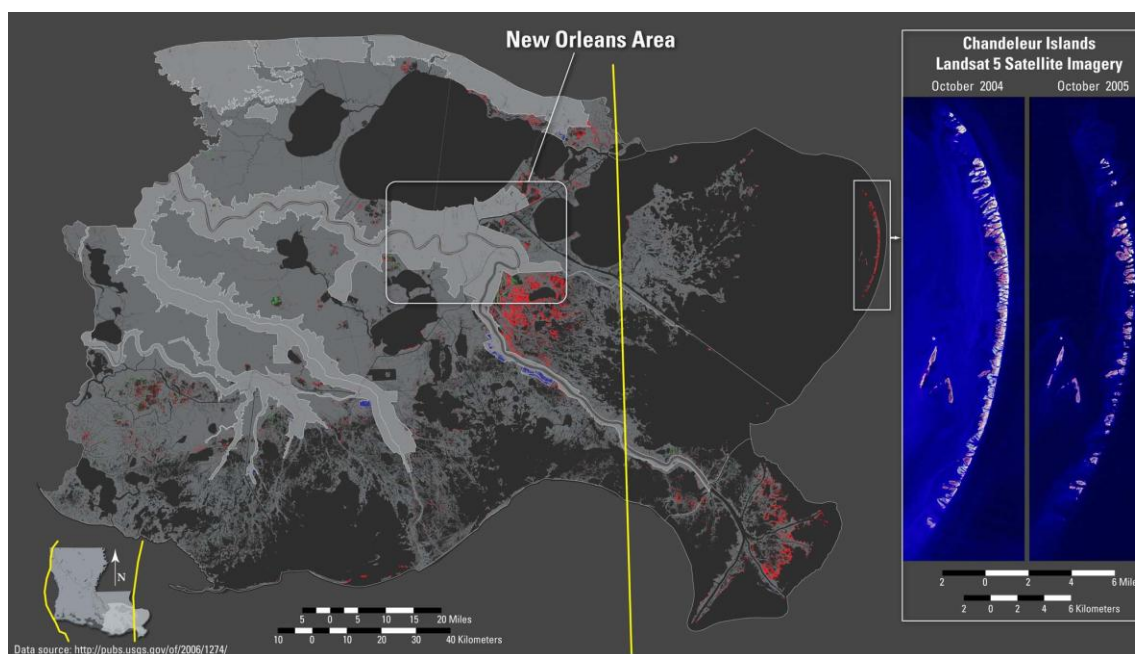 New Orleans Area
Chandeleur Islands
Landsat 5 Satellite Imagery
October 2004 October 2005
N
5 0 5 10 15 20 Miles
10 0 10 20 30 40 Kilometers
2 0 2 4 6 Miles
2 0 2 4 6 Kilometers
Data source: http://pubs.usgs.gov/of/2006/1274/